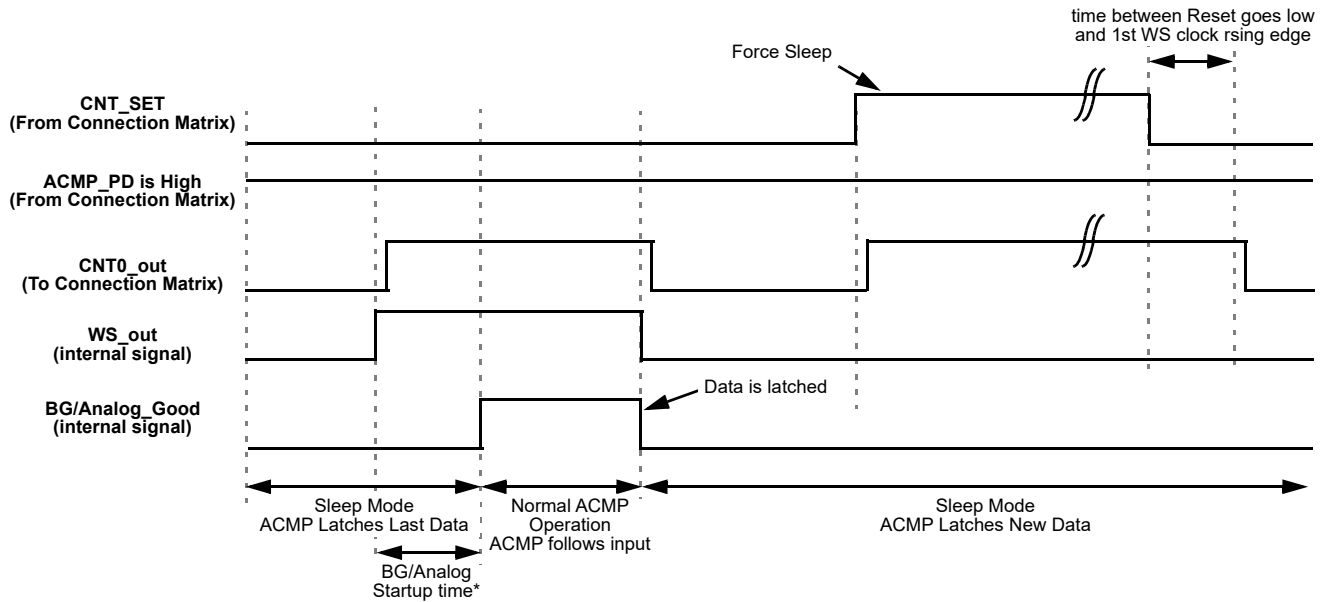 time between Reset goes low
and 1st WS clock rsing edge
Force Sleep
CNT_SET
(From Connection Matrix)
ACMP_PD is High
(From Connection Matrix)
CNT0_out
(To Connection Matrix)
WS_out
(internal signal)
Data is latched
BG/Analog_Good
(internal signal)
Sleep Mode
ACMP Latches Last Data
Normal ACMP
Operation
ACMP follows input
Sleep Mode
ACMP Latches New Data
BG/Analog
Startup time*